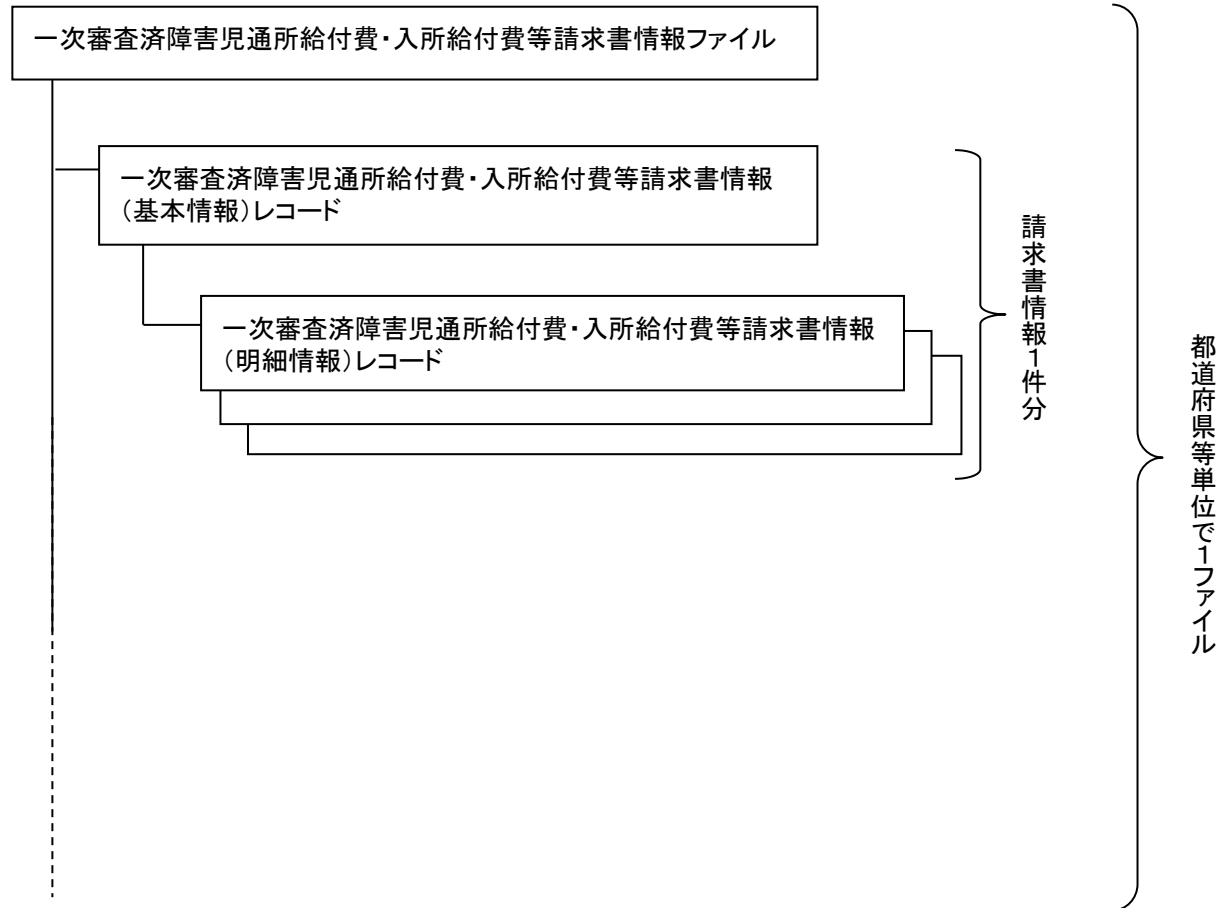 一次審査済障害児通所給付費・入所給付費等請求書情報ファイル
一次審査済障害児通所給付費・入所給付費等請求書情報
（基本情報）レコード
一次審査済障害児通所給付費・入所給付費等請求書情報
（明細情報）レコード
請求書情報１件分
都道府県等単位で１ファイル